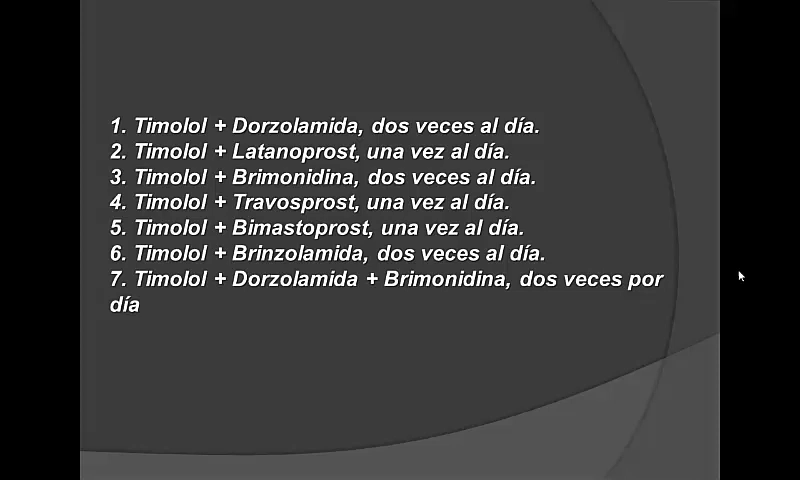 1. Timolol + Dorzolamida, dos veces al día.
2. Timolol + Latanoprost, una vez al día.
3. Timolol + Brimonidina, dos veces al día.
4. Timolol + Travosprost, una vez al día.
5. Timolol + Bimastoprost, una vez al día.
6. Timolol + Brinzolamida, dos veces al día.
7. Timolol + Dorzolamida + Brimonidina, dos veces por
día